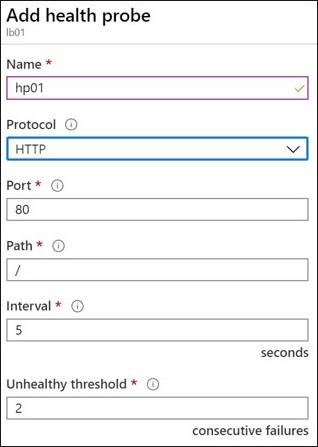 Add health probe
lb01
Name *
hp01
Protocol
HTTP
Port *
80
Path *
/
Interval *
5
seconds
Unhealthy threshold *
2
consecutive failures